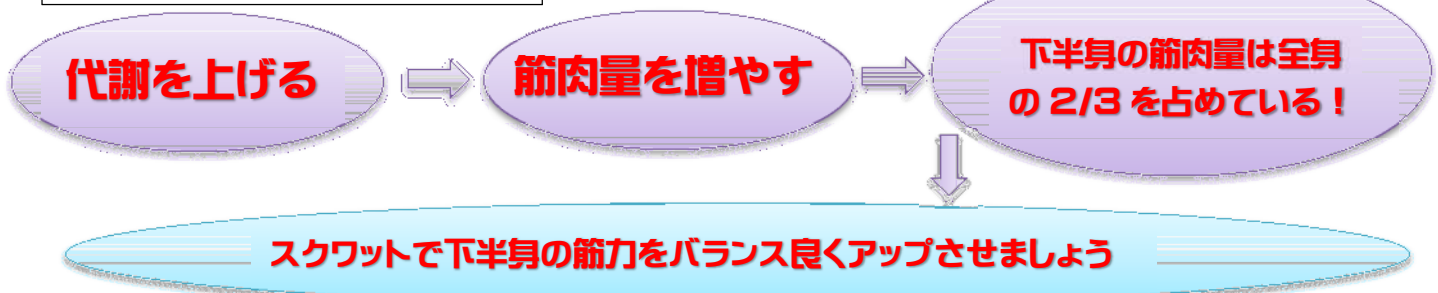 代謝を上げる
筋肉量を増やす
下半身の筋肉量は全身
の 2/3 を占めている！
スクワットで下半身の筋力をバランス良くアップさせましょう